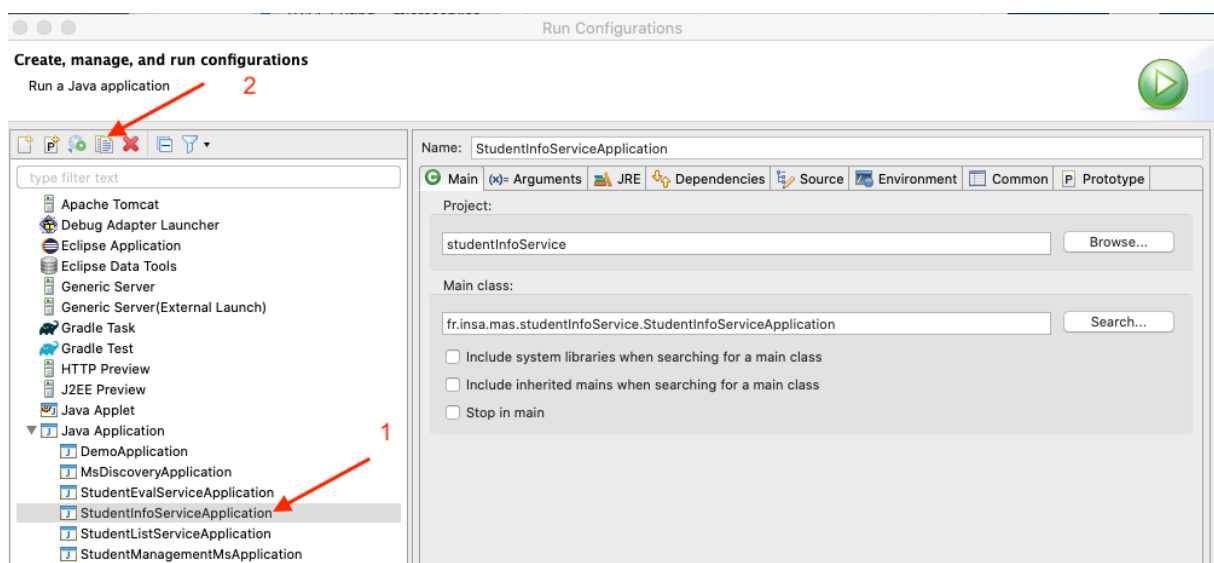 Run Configurations
Create, manage, and run configurations
Run a Java application
2
Name: StudentInfoServiceApplication
type filter text
Main (x)= Arguments JRE Dependencies Source Environment Common P Prototype
Apache Tomcat
Debug Adapter Launcher
Eclipse Application
Eclipse Data Tools
Generic Server
Generic Server(External Launch)
Gradle Task
Gradle Test
HTTP Preview
J2EE Preview
Java Applet
Java Application
1
DemoApplication
MsDiscoveryApplication
StudentEvalServiceApplication
StudentInfoServiceApplication
StudentListServiceApplication
StudentManagementMsApplication
Project:
studentInfoService
Browse...
Main class:
fr.insa.mas.studentInfoService.StudentInfoServiceApplication
Search...
Include system libraries when searching for a main class
Include inherited mains when searching for a main class
Stop in main